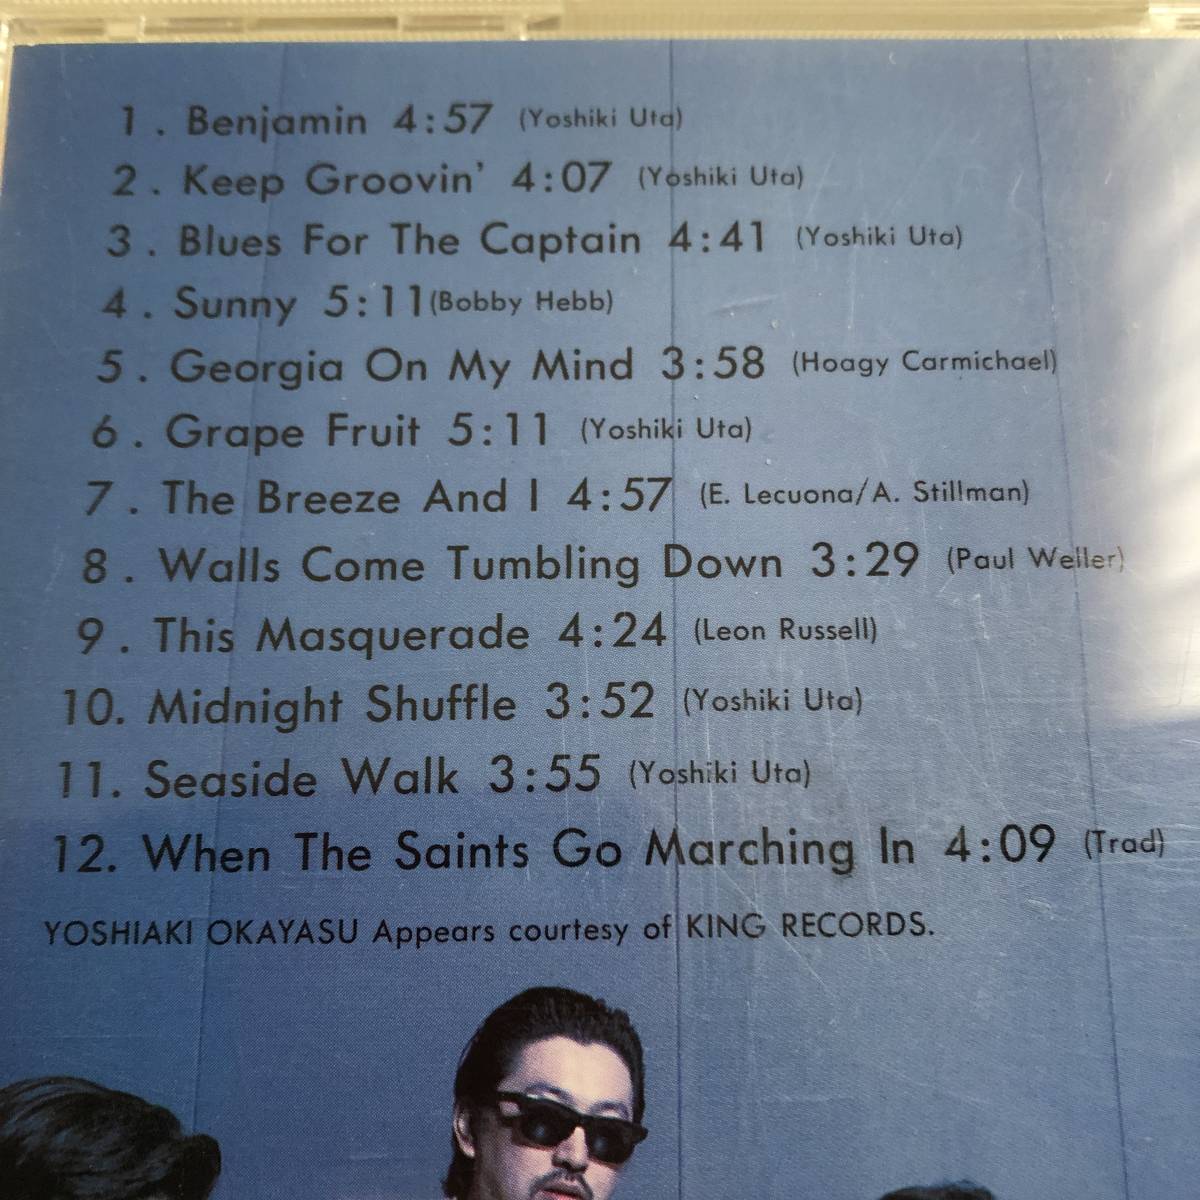 1. Benjamin 4:57 (Yoshiki Uta)
2. Keep Groovin' 4:07 (Yoshiki Uta)
3. Blues For The Captain 4:41 (Yoshiki Uta)
4. Sunny 5:11(Bobby Hebb)
5. Georgia On My Mind 3:58 (Hoagy Carmichael)
6. Grape Fruit 5:11 (Yoshiki Uta)
7. The Breeze And I 4:57 (E. Lecuona/A. Stillman)
8. Walls Come Tumbling Down 3:29 (Paul Weller)
9. This Masquerade 4:24 (Leon Russell)
10. Midnight Shuffle 3:52 (Yoshiki Uta)
11. Seaside Walk 3:55 (Yoshiki Uta)
12. When The Saints Go Marching In 4:09 (Trad)
YOSHIAKI OKAYASU Appears courtesy of KING RECORDS.